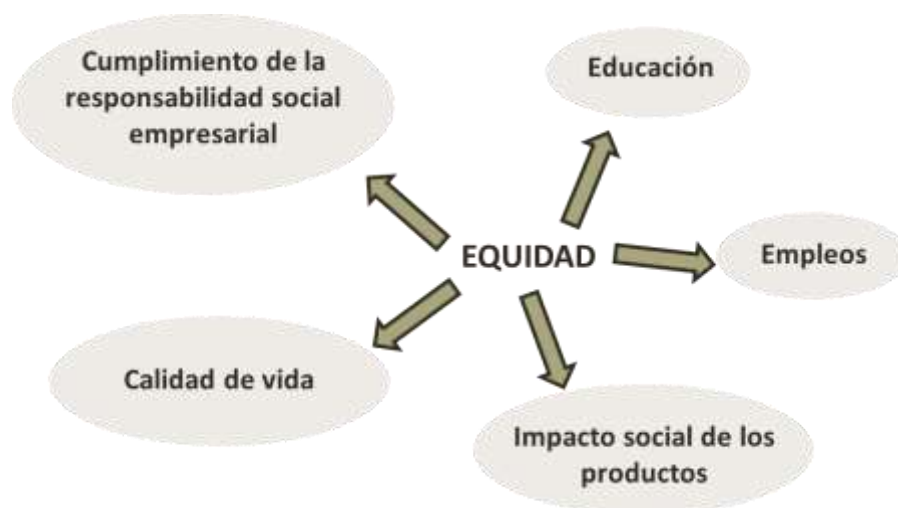 Cumplimiento de la
responsabilidad social
empresarial
Educación
EQUIDAD
Empleos
Calidad de vida
Impacto social de los
productos